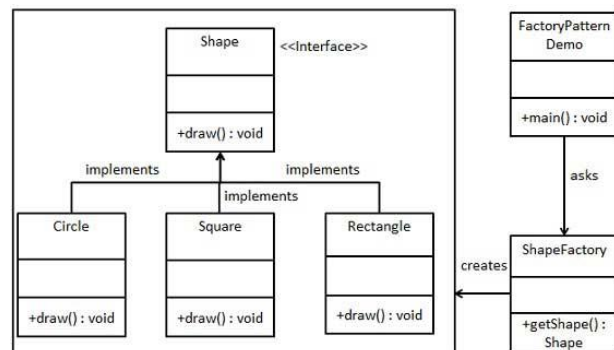 Shape
<<Interface>>
+draw() : void
implements
implements
implements
Circle
+draw() : void
Square
+draw() : void
Rectangle
+draw() : void
FactoryPattern
Demo
+main() : void
asks
ShapeFactory
+getShape() :
Shape
creates